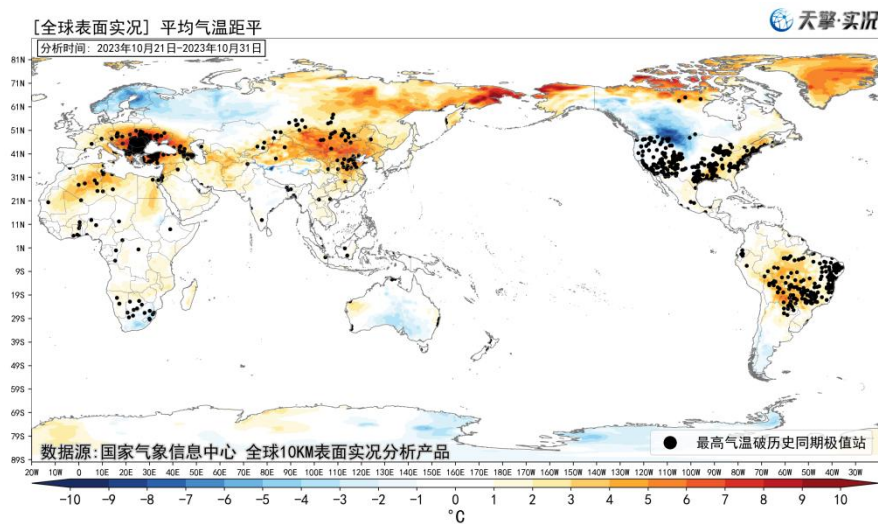 [全球表面实况] 平均气温距平
天擎·实况
分析时间: 2023年10月21日-2023年10月31日
81N
71N
61N
51N
41N
31N
21N
11N
1N
9S
19S
29S
39S
49S
59S
69S
79S
89S
数据源:国家气象信息中心 全球10KM表面实况分析产品
最高气温破历史同期极值站
20W 10W 0 10E 20E 30E 40E 50E 60E 70E 80E 90E 100E 110E 120E 130E 140E 150E 160E 170E 180 170W 160W 150W 140W 130W 120W 110W 100W 90W 80W 70W 60W 50W 40W 30W
-10 -9 -8 -7 -6 -5 -4 -3 -2 -1 0 1 2 3 4 5 6 7 8 9 10
°C